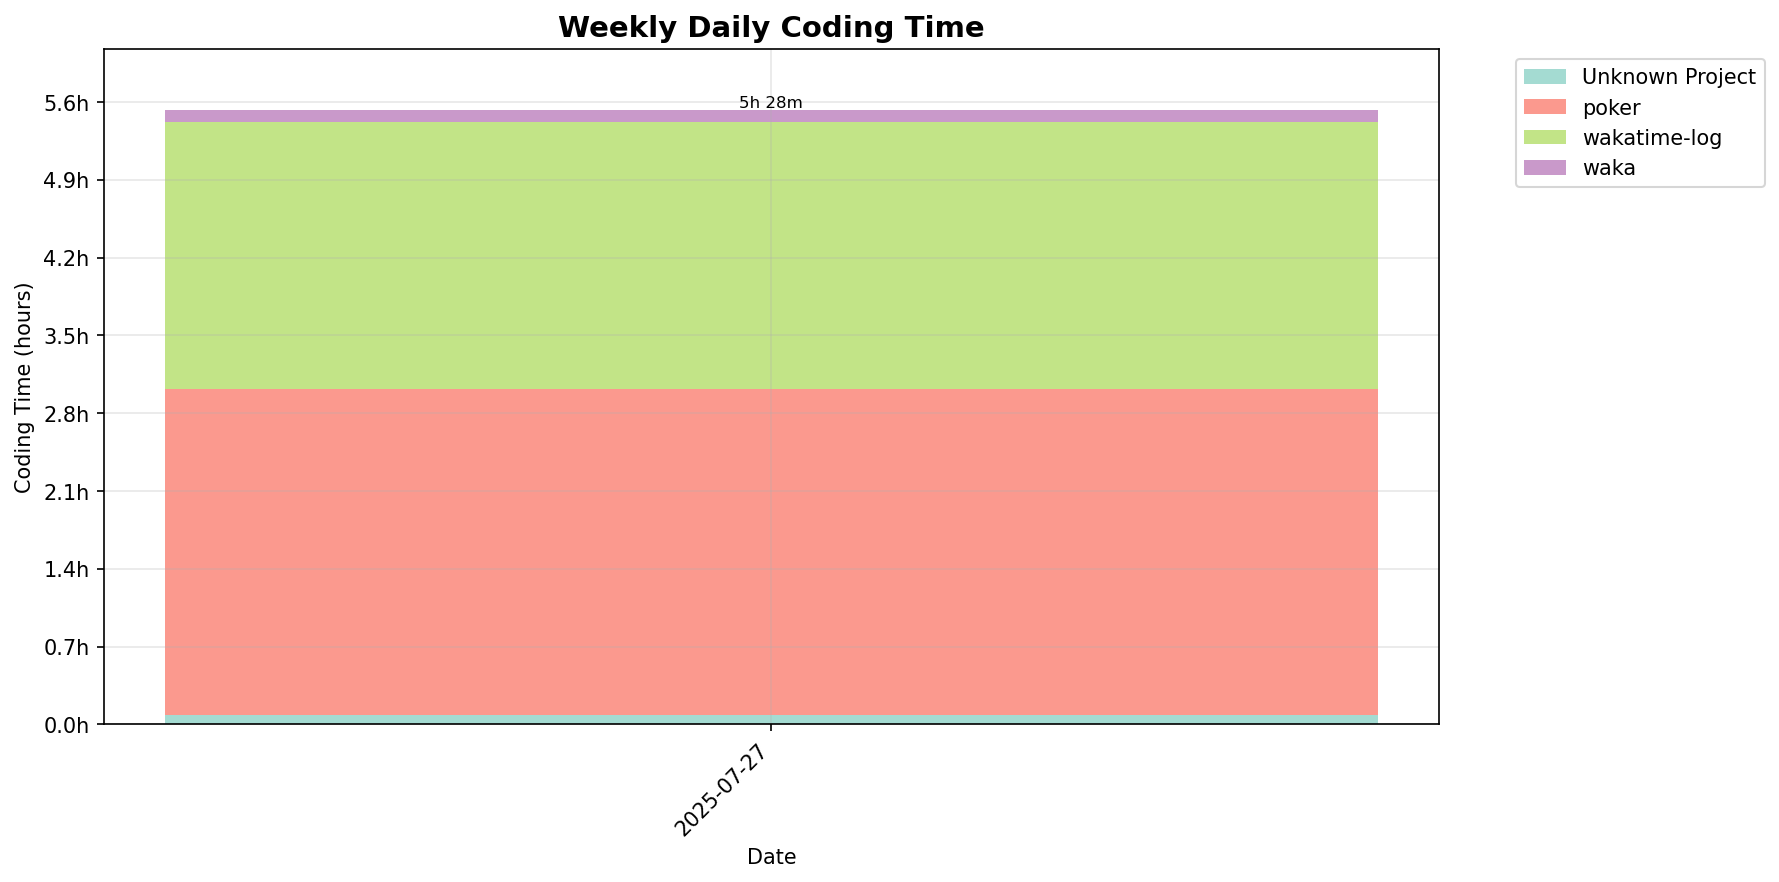 Weekly Daily Coding Time
Unknown Project
poker
wakatime-log
waka
5h 28m
5.6h
4.9h
4.2h
3.5h
2.8h
2.1h
1.4h
0.7h
0.0h
Coding Time (hours)
2025-07-27
Date